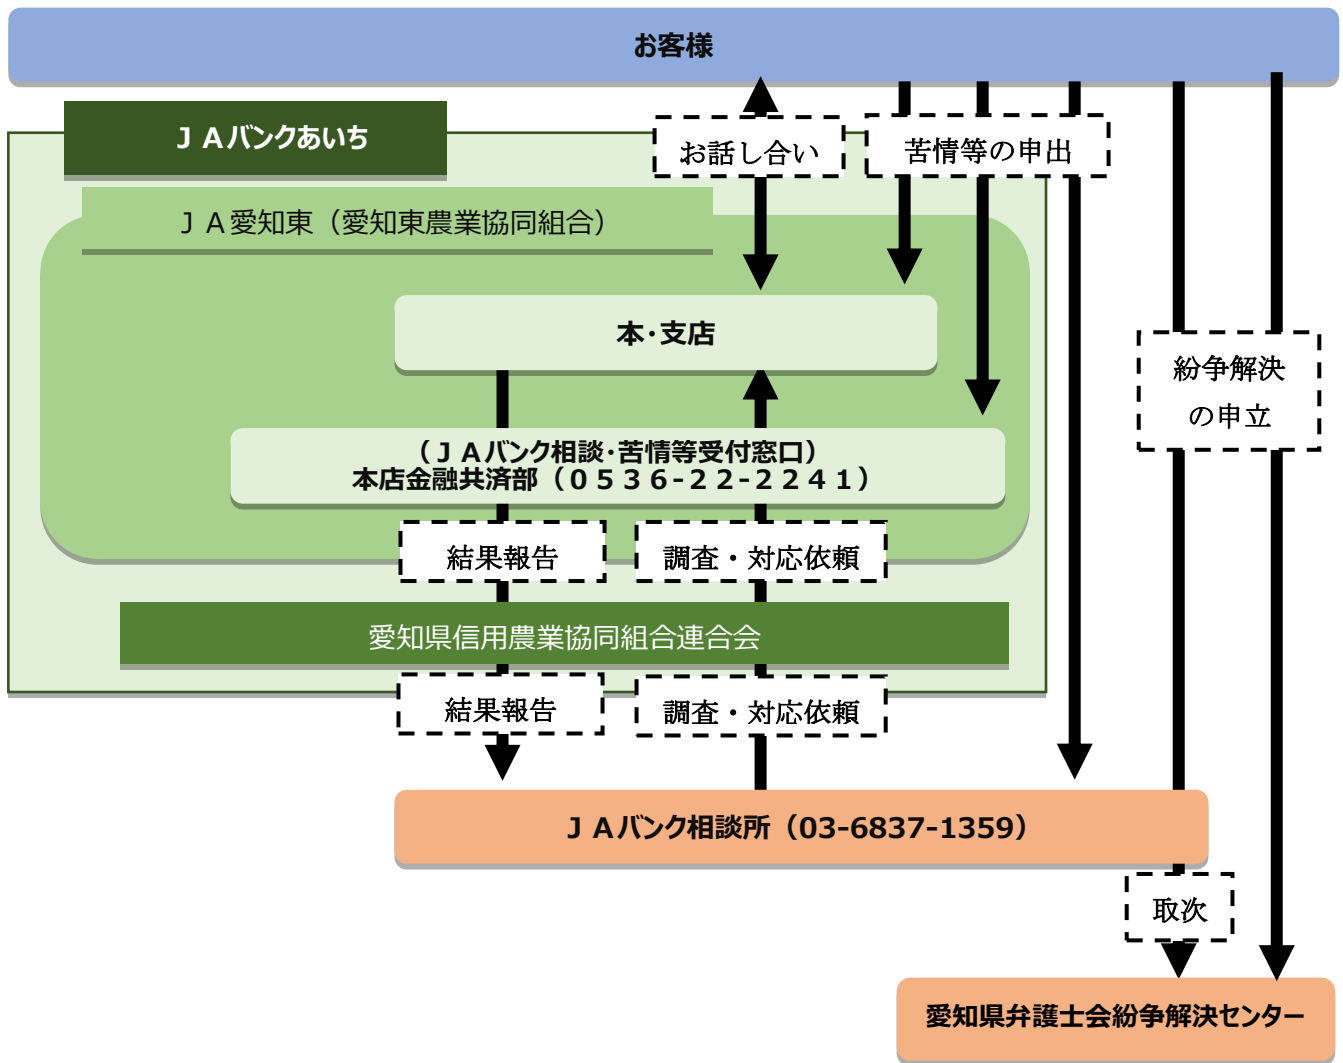 お客様
ＪＡバンクあいち
お話し合い
苦情等の申出
ＪＡ愛知東（愛知東農業協同組合）
本・支店
紛争解決
の申立
（ＪＡバンク相談・苦情等受付窓口）
本店金融共済部（０５３６-２２-２２４１）
結果報告
調査・対応依頼
愛知県信用農業協同組合連合会
結果報告
調査・対応依頼
ＪＡバンク相談所（03-6837-1359）
取次
愛知県弁護士会紛争解決センター